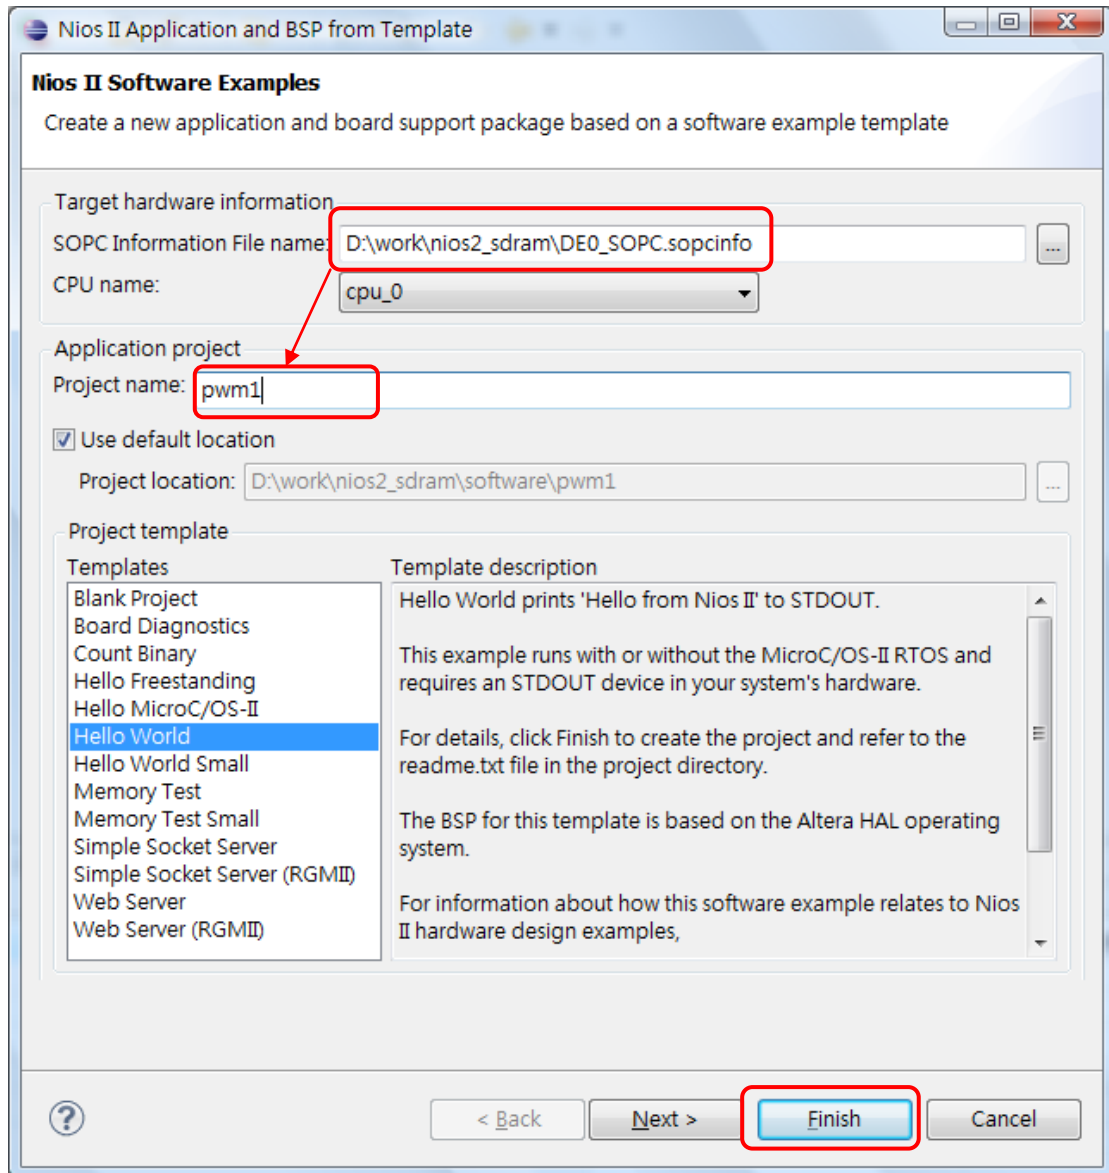 Nios II Application and BSP from Template
Nios II Software Examples
Create a new application and board support package based on a software example template
Target hardware information
SOPC Information File name: D:\work\nios2_sdram\DE0_SOPC.sopcinfo ...
CPU name: cpu_0
Application project
Project name: pwm1
Use default location
Project location: D:\work\nios2_sdram\software\pwm1 ...
Project template
Templates
Blank Project
Board Diagnostics
Count Binary
Hello Freestanding
Hello MicroC/OS-II
Hello World
Hello World Small
Memory Test
Memory Test Small
Simple Socket Server
Simple Socket Server (RGMII)
Web Server
Web Server (RGMII)
Template description
Hello World prints 'Hello from Nios II' to STDOUT.
This example runs with or without the MicroC/OS-II RTOS and
requires an STDOUT device in your system's hardware.
For details, click Finish to create the project and refer to the
readme.txt file in the project directory.
The BSP for this template is based on the Altera HAL operating
system.
For information about how this software example relates to Nios
II hardware design examples,
? < Back Next > Finish Cancel